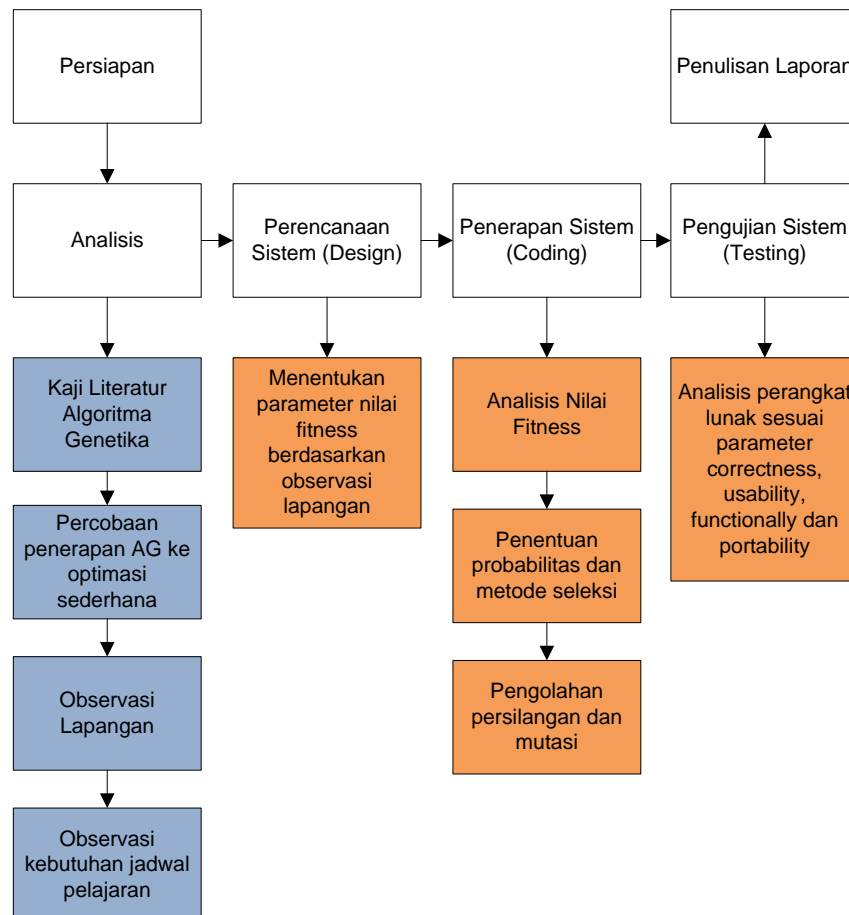 Persiapan
Penulisan Laporan
Analisis
Perencanaan
Sistem (Design)
Penerapan Sistem
(Coding)
Pengujian Sistem
(Testing)
Kaji Literatur
Algoritma
Genetika
Percobaan
penerapan AG ke
optimasi
sederhana
Observasi
Lapangan
Observasi
kebutuhan jadwal
pelajaran
Menentukan
parameter nilai
fitness
berdasarkan
observasi
lapangan
Analisis Nilai
Fitness
Penentuan
probabilitas dan
metode seleksi
Pengolahan
persilangan dan
mutasi
Analisis perangkat
lunak sesuai
parameter
correctness,
usability,
functionally dan
portability